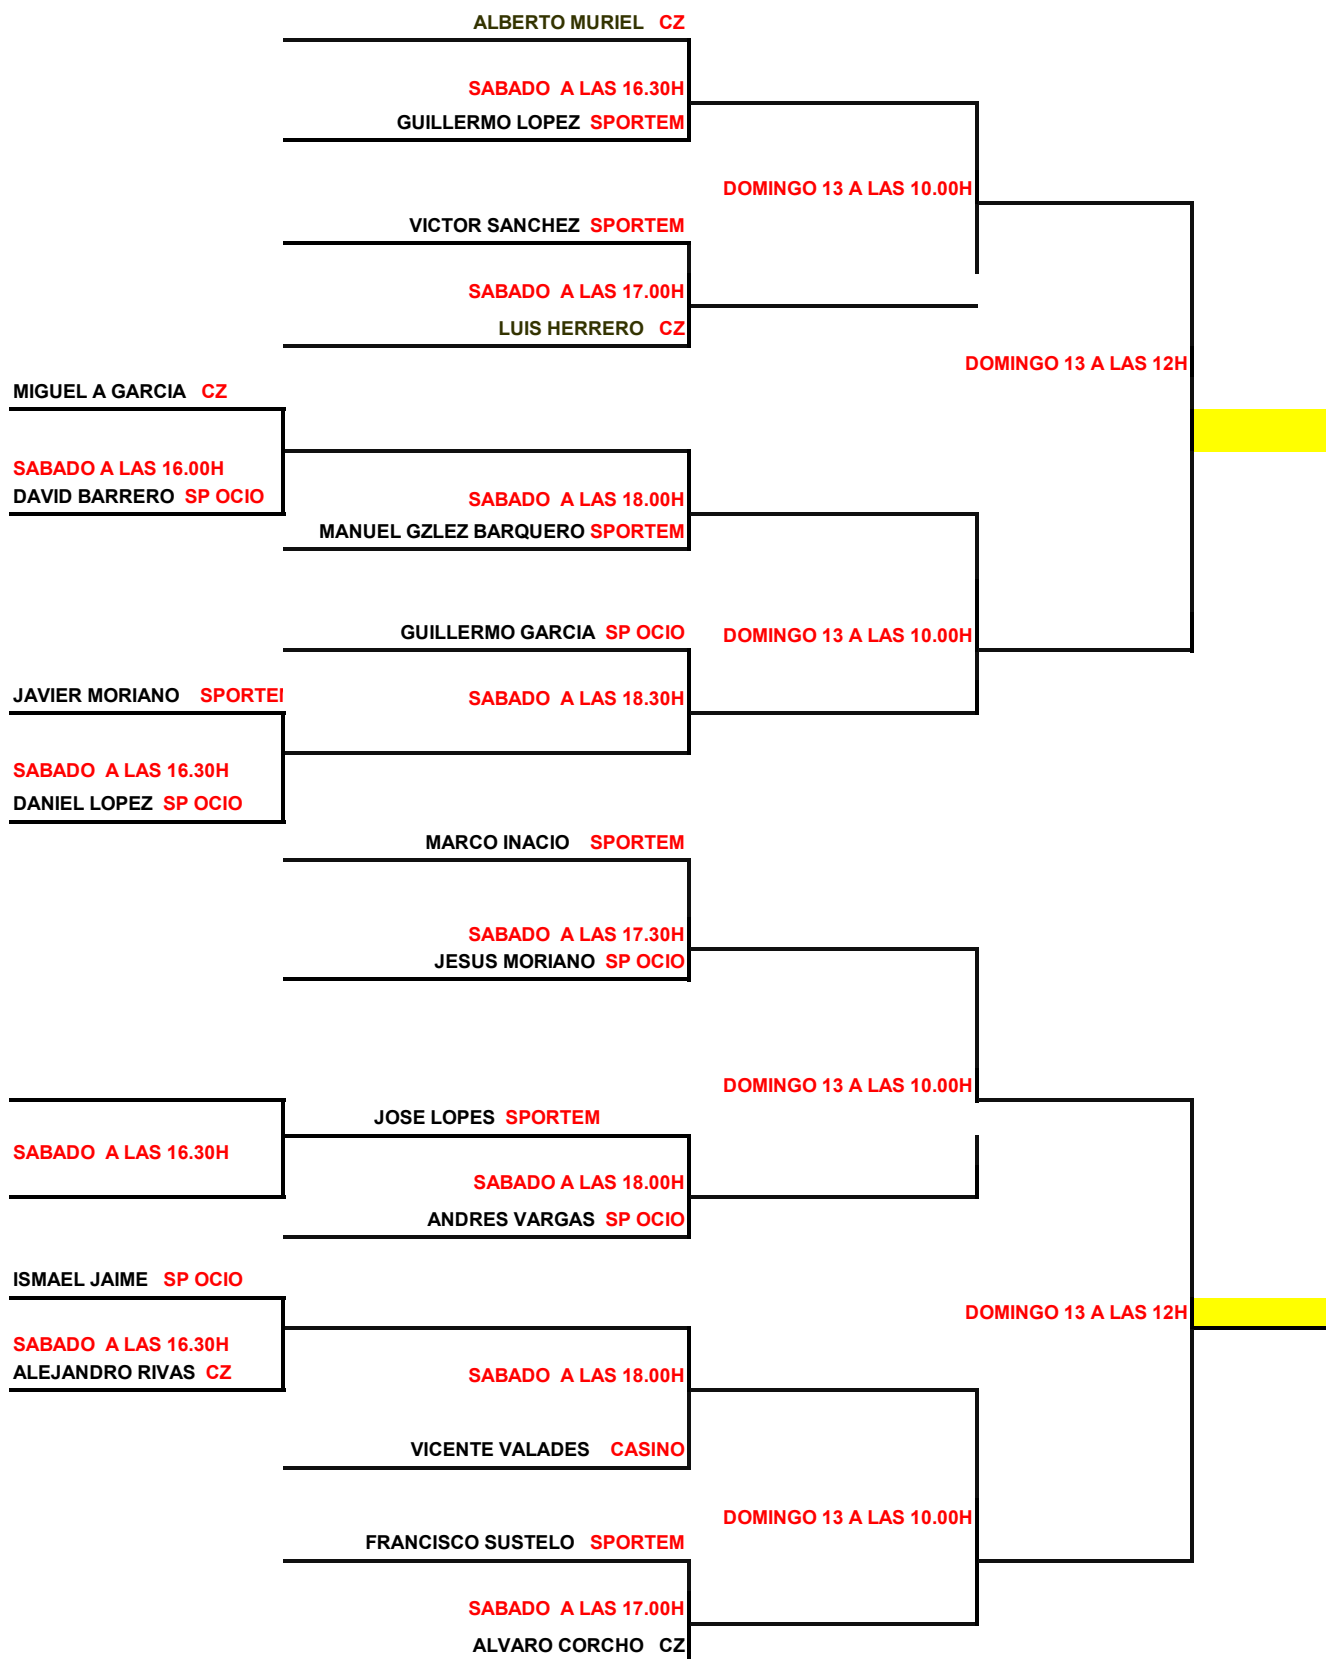 ALBERTO MURIEL CZ
SABADO A LAS 16.30H
GUILLERMO LOPEZ SPORTEM
DOMINGO 13 A LAS 10.00H
VICTOR SANCHEZ SPORTEM
SABADO A LAS 17.00H
LUIS HERRERO CZ
DOMINGO 13 A LAS 12H
MIGUEL A GARCIA CZ
SABADO A LAS 16.00H
DAVID BARRERO SP OCIO
SABADO A LAS 18.00H
MANUEL GZLEZ BARQUERO SPORTEM
GUILLERMO GARCIA SP OCIO
DOMINGO 13 A LAS 10.00H
JAVIER MORIANO SPORTEM
SABADO A LAS 18.30H
SABADO A LAS 16.30H
DANIEL LOPEZ SP OCIO
MARCO INACIO SPORTEM
SABADO A LAS 17.30H
JESUS MORIANO SP OCIO
DOMINGO 13 A LAS 10.00H
JOSE LOPES SPORTEM
SABADO A LAS 16.30H
SABADO A LAS 18.00H
ANDRES VARGAS SP OCIO
ISMAEL JAIME SP OCIO
DOMINGO 13 A LAS 12H
SABADO A LAS 16.30H
ALEJANDRO RIVAS CZ
SABADO A LAS 18.00H
VICENTE VALADES CASINO
DOMINGO 13 A LAS 10.00H
FRANCISCO SUSTELO SPORTEM
SABADO A LAS 17.00H
ALVARO CORCHO CZ